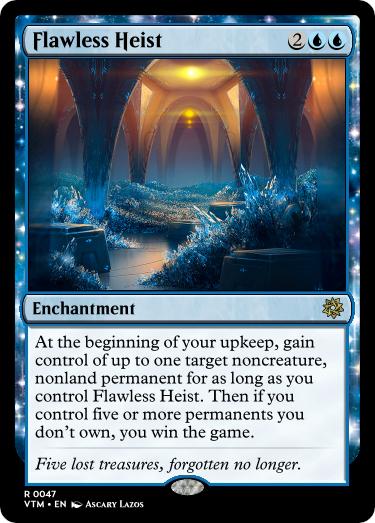 Flawless Heist 2UU
Enchantment
At the beginning of your upkeep, gain
control of up to one target noncreature,
nonland permanent for as long as you
control Flawless Heist. Then if you
control five or more permanents you
don't own, you win the game.
Five lost treasures, forgotten no longer.
R 0047
VTM • EN Ascary Lazos